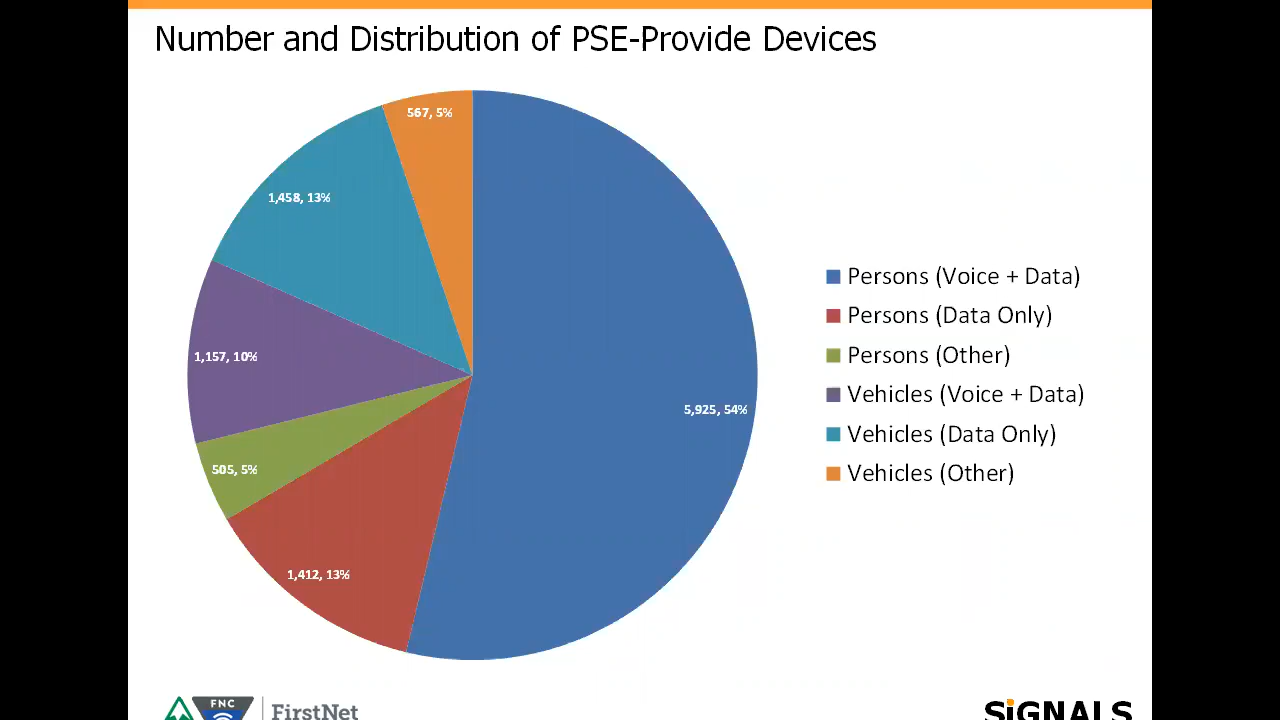 Number and Distribution of PSE-Provide Devices
567, 5%
1,458, 13%
1,157, 10%
5,925, 54%
505, 5%
1,412, 13%
Persons (Voice + Data)
Persons (Data Only)
Persons (Other)
Vehicles (Voice + Data)
Vehicles (Data Only)
Vehicles (Other)
FNC
FirstNet
SiGNALS